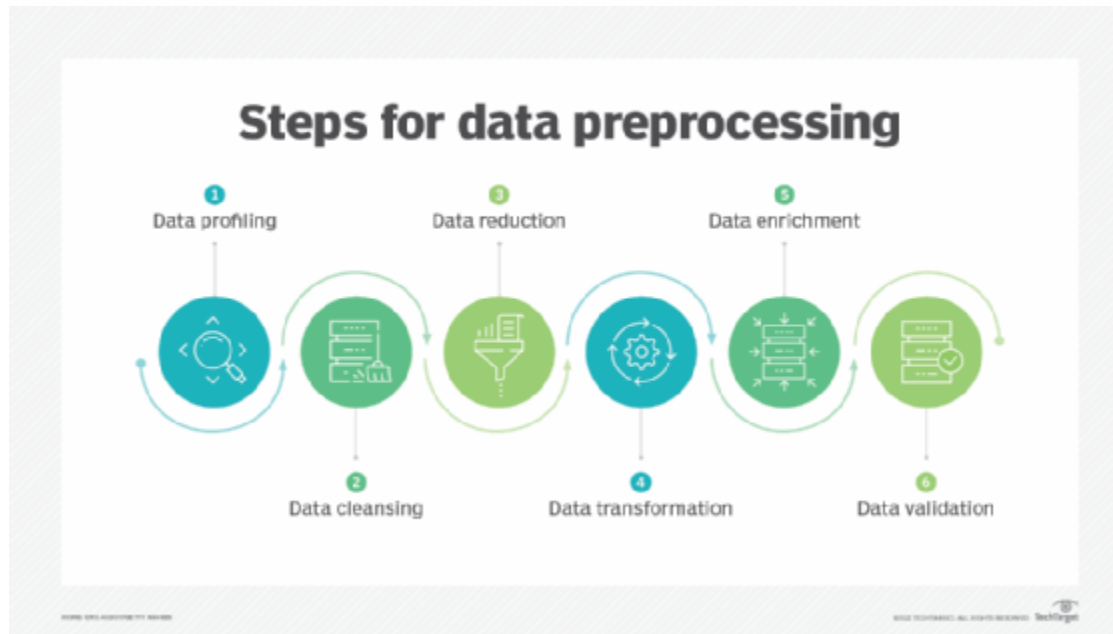 Steps for data preprocessing
1
Data profiling
3
Data reduction
5
Data enrichment
2
Data cleansing
4
Data transformation
6
Data validation
TechTarget